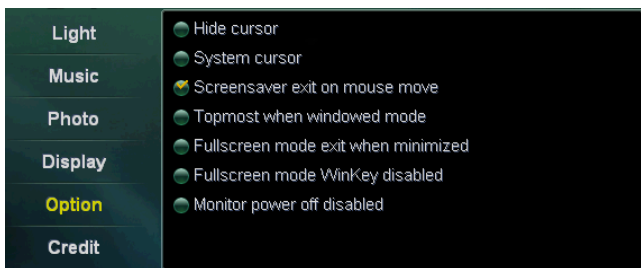 Light
Music
Photo
Display
Option
Credit
Hide cursor
System cursor
Screensaver exit on mouse move
Topmost when windowed mode
Fullscreen mode exit when minimized
Fullscreen mode WinKey disabled
Monitor power off disabled